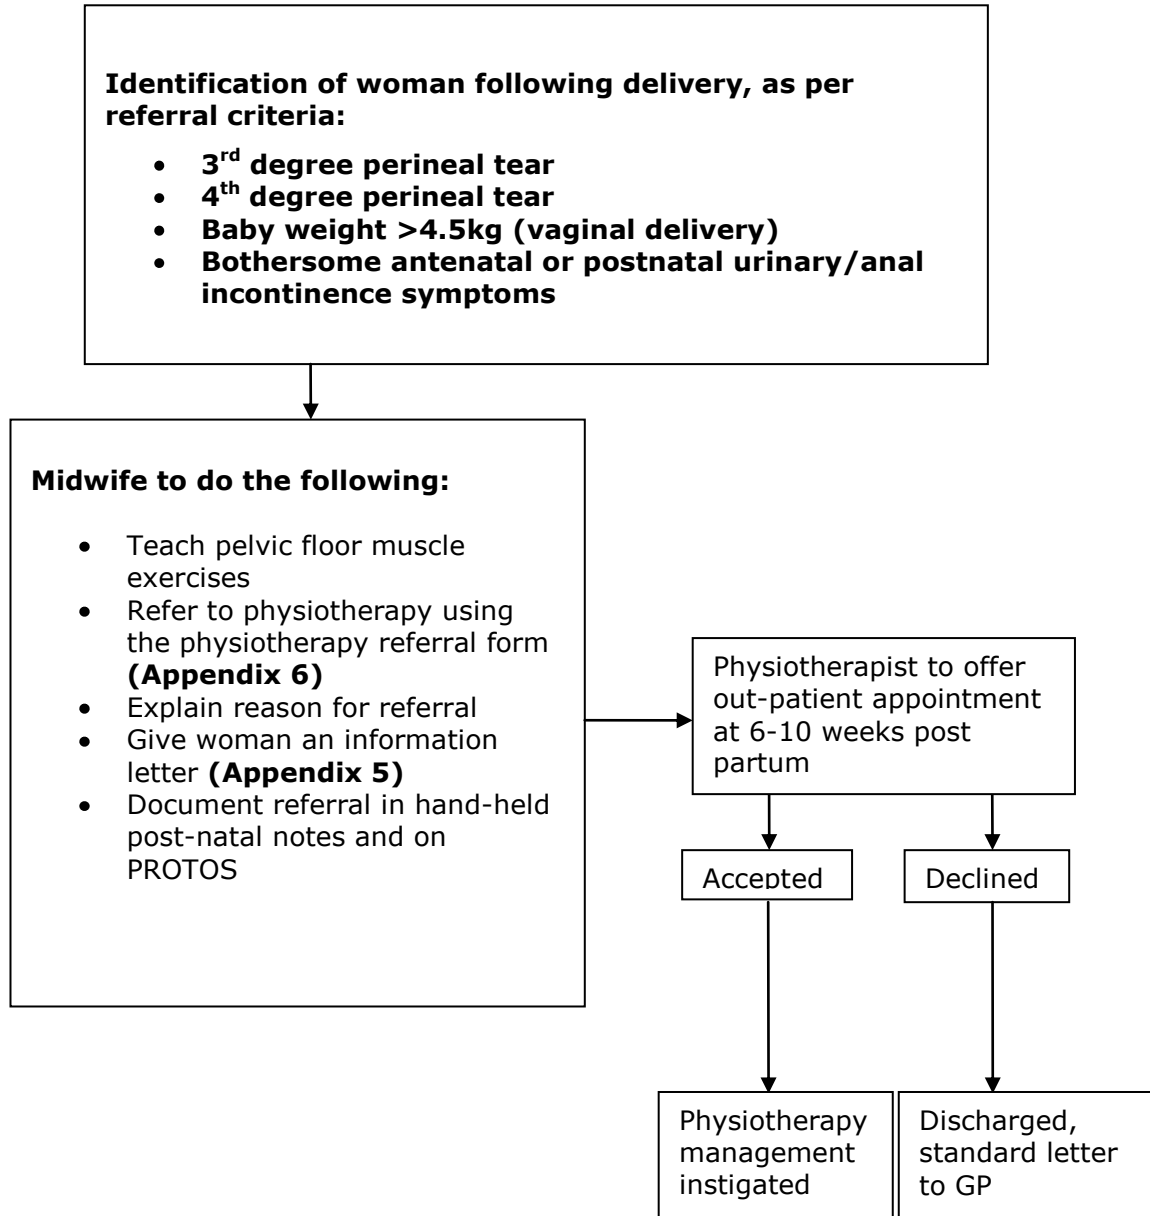 Identification of woman following delivery, as per
referral criteria:
• 3rd degree perineal tear
• 4th degree perineal tear
• Baby weight >4.5kg (vaginal delivery)
• Bothersome antenatal or postnatal urinary/anal
incontinence symptoms
Midwife to do the following:
• Teach pelvic floor muscle
exercises
• Refer to physiotherapy using
the physiotherapy referral form
(Appendix 6)
• Explain reason for referral
• Give woman an information
letter (Appendix 5)
• Document referral in hand-held
post-natal notes and on
PROTOS
Physiotherapist to offer
out-patient appointment
at 6-10 weeks post
partum
Accepted
Declined
Physiotherapy
management
instigated
Discharged,
standard letter
to GP